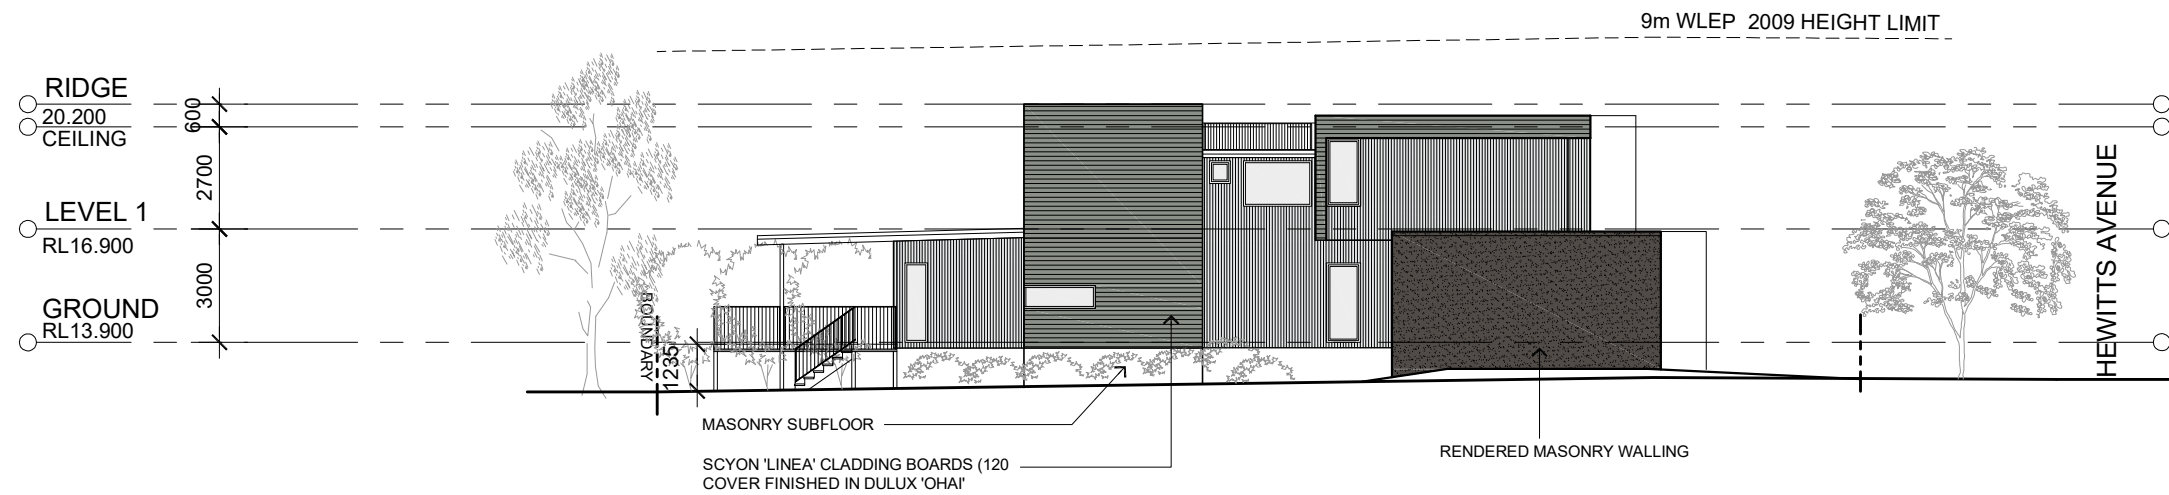 9m WLEP 2009 HEIGHT LIMIT
RIDGE
20.200
CEILING
600
2700
LEVEL 1
RL16.900
3000
GROUND
RL13.900
BOUNDARY
1235
HEWITTS AVENUE
MASONRY SUBFLOOR
SCYON 'LINEA' CLADDING BOARDS (120
COVER FINISHED IN DULUX 'OHAI'
RENDERED MASONRY WALLING